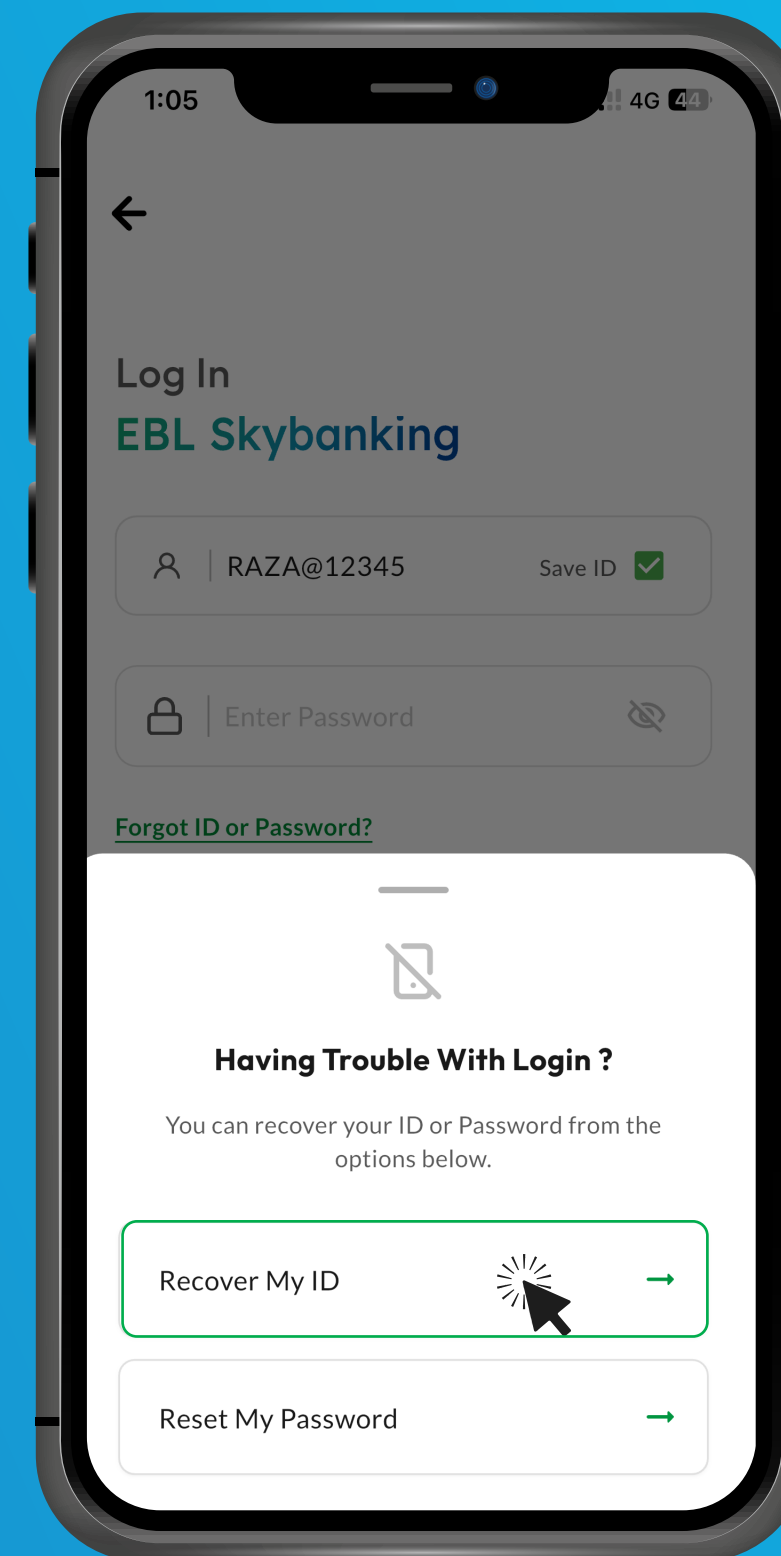 1:05
4G 44
Log In
EBL Skybanking
RAZA@12345
Save ID
Enter Password
Forgot ID or Password?
Having Trouble With Login ?
You can recover your ID or Password from the
options below.
Recover My ID
Reset My Password